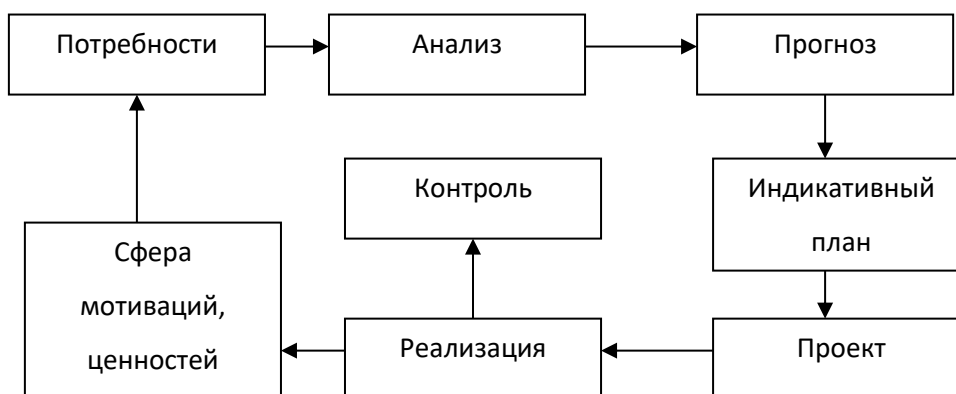 Потребности
Анализ
Прогноз
Контроль
Индикативный
план
Сфера
мотиваций,
ценностей
Реализация
Проект